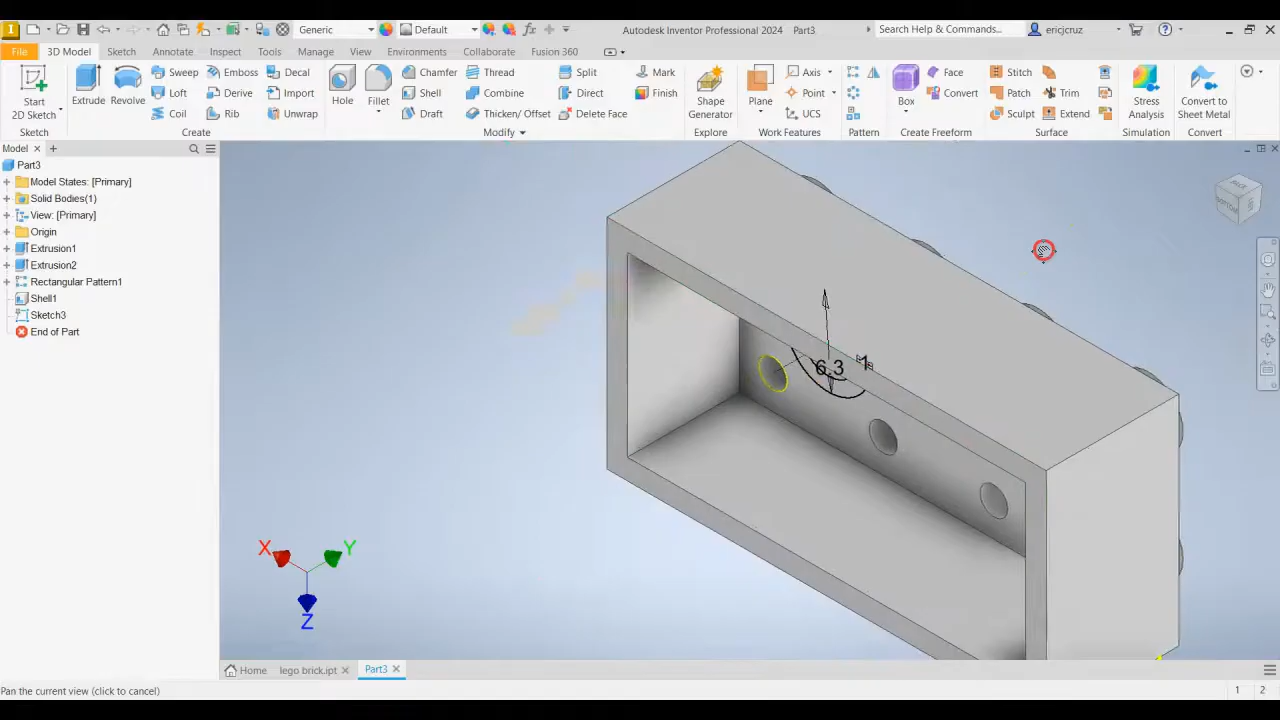 Generic
Default
Autodesk Inventor Professional 2024 Part3
Search Help & Commands...
ericjcruz
File 3D Model Sketch Annotate Inspect Tools Manage View Environments Collaborate Fusion 360
Start 2D Sketch
Sketch
Extrude Revolve
Sweep Emboss Decal
Loft Derive Import
Coil Rib Unwrap
Create
Hole Fillet
Chamfer Thread Split
Shell Combine Direct
Draft Thicken/ Offset Delete Face
Modify
Mark
Finish
Shape Generator
Explore
Plane
Axis
Point
UCS
Work Features
Pattern
Box
Face
Convert
Create Freeform
Stitch
Patch Trim
Sculpt Extend
Surface
Stress Analysis
Simulation
Convert to Sheet Metal
Convert
Model
Part3
Model States: [Primary]
Solid Bodies(1)
View: [Primary]
Origin
Extrusion1
Extrusion2
Rectangular Pattern1
Shell1
Sketch3
End of Part
BACK
BOTTOM
6.3
X
Y
Z
Home lego brick.ipt Part3
Pan the current view (click to cancel)
1 2